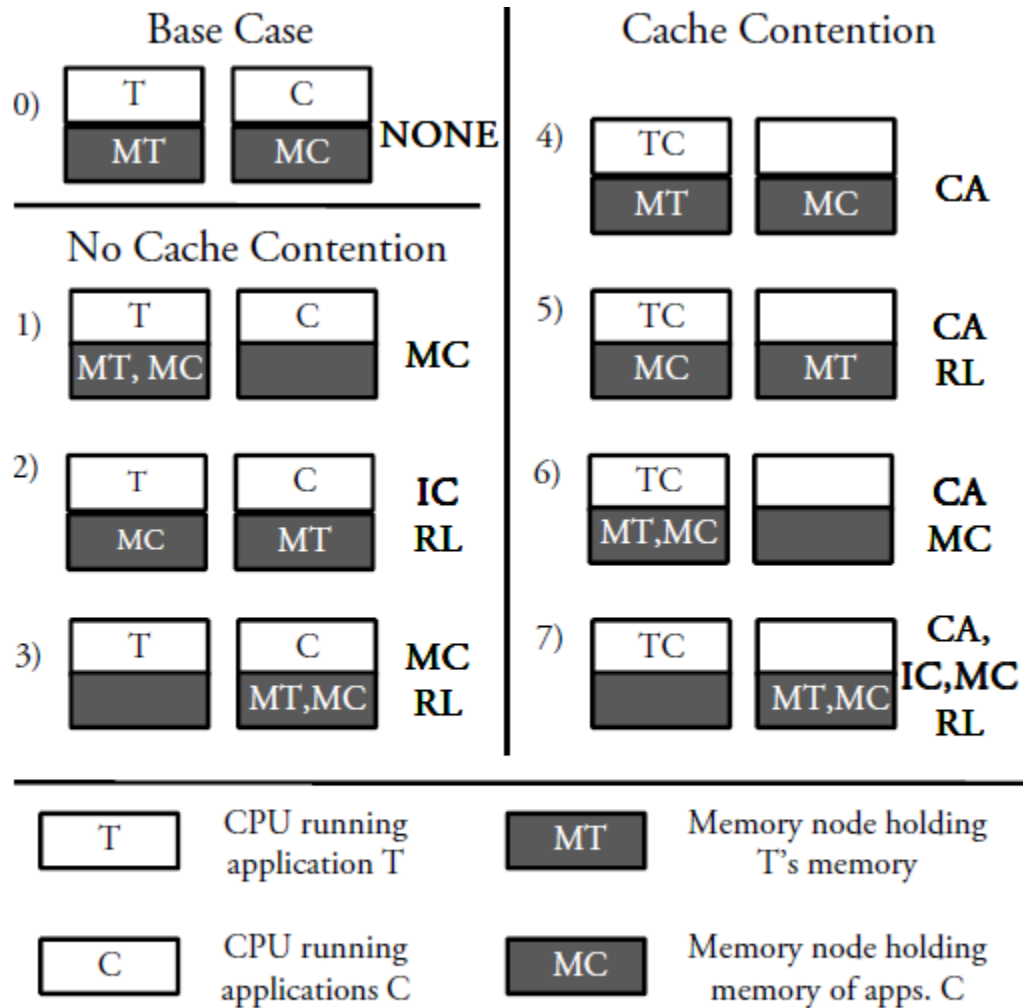 Base Case
0)
T
C
MT
MC
NONE
No Cache Contention
1)
T
C
MT, MC
MC
2)
T
C
MC
MT
IC
RL
3)
T
C
MT,MC
MC
RL
Cache Contention
4)
TC
MT
MC
CA
5)
TC
MC
MT
CA
RL
6)
TC
MT,MC
CA
MC
7)
TC
MT,MC
CA,
IC,MC
RL
T
CPU running
application T
MT
Memory node holding
T's memory
C
CPU running
applications C
MC
Memory node holding
memory of apps. C